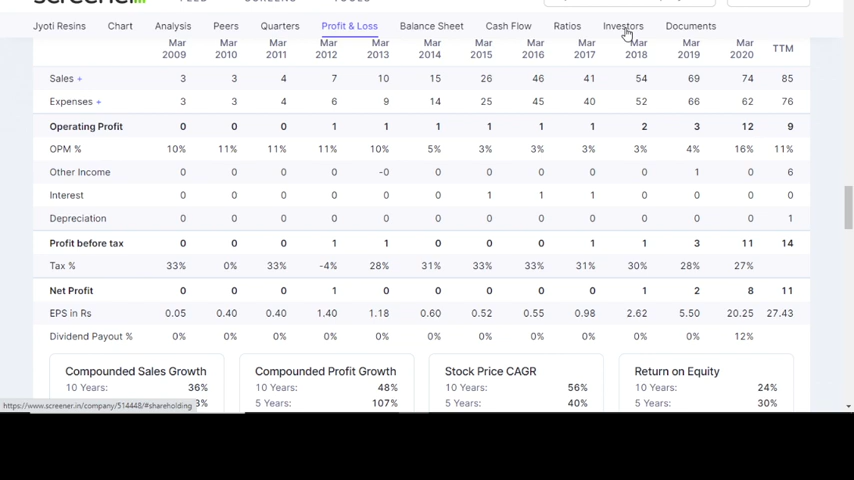 Jyoti Resins Chart Analysis Peers Quarters Profit & Loss Balance Sheet Cash Flow Ratios Investors Documents
Mar 2009 Mar 2010 Mar 2011 Mar 2012 Mar 2013 Mar 2014 Mar 2015 Mar 2016 Mar 2017 Mar 2018 Mar 2019 Mar 2020 TTM
Sales + 3 3 4 7 10 15 26 46 41 54 69 74 85
Expenses + 3 3 4 6 9 14 25 45 40 52 66 62 76
Operating Profit 0 0 0 1 1 1 1 1 1 2 3 12 9
OPM % 10% 11% 11% 11% 10% 5% 3% 3% 3% 3% 4% 16% 11%
Other Income 0 0 0 0 -0 0 0 0 0 0 1 0 6
Interest 0 0 0 0 0 0 1 1 1 0 0 0 0
Depreciation 0 0 0 0 0 0 0 0 0 0 0 0 1
Profit before tax 0 0 0 1 1 0 0 0 1 1 3 11 14
Tax % 33% 0% 33% -4% 28% 31% 33% 33% 31% 30% 28% 27%
Net Profit 0 0 0 1 0 0 0 0 0 1 2 8 11
EPS in Rs 0.05 0.40 0.40 1.40 1.18 0.60 0.52 0.55 0.98 2.62 5.50 20.25 27.43
Dividend Payout % 0% 0% 0% 0% 0% 0% 0% 0% 0% 0% 0% 12%
Compounded Sales Growth Compounded Profit Growth Stock Price CAGR Return on Equity
10 Years: 36% 10 Years: 48% 10 Years: 56% 10 Years: 24%
5 Years: 107% 5 Years: 40% 5 Years: 30%
https://www.screener.in/company/514448/#shareholding